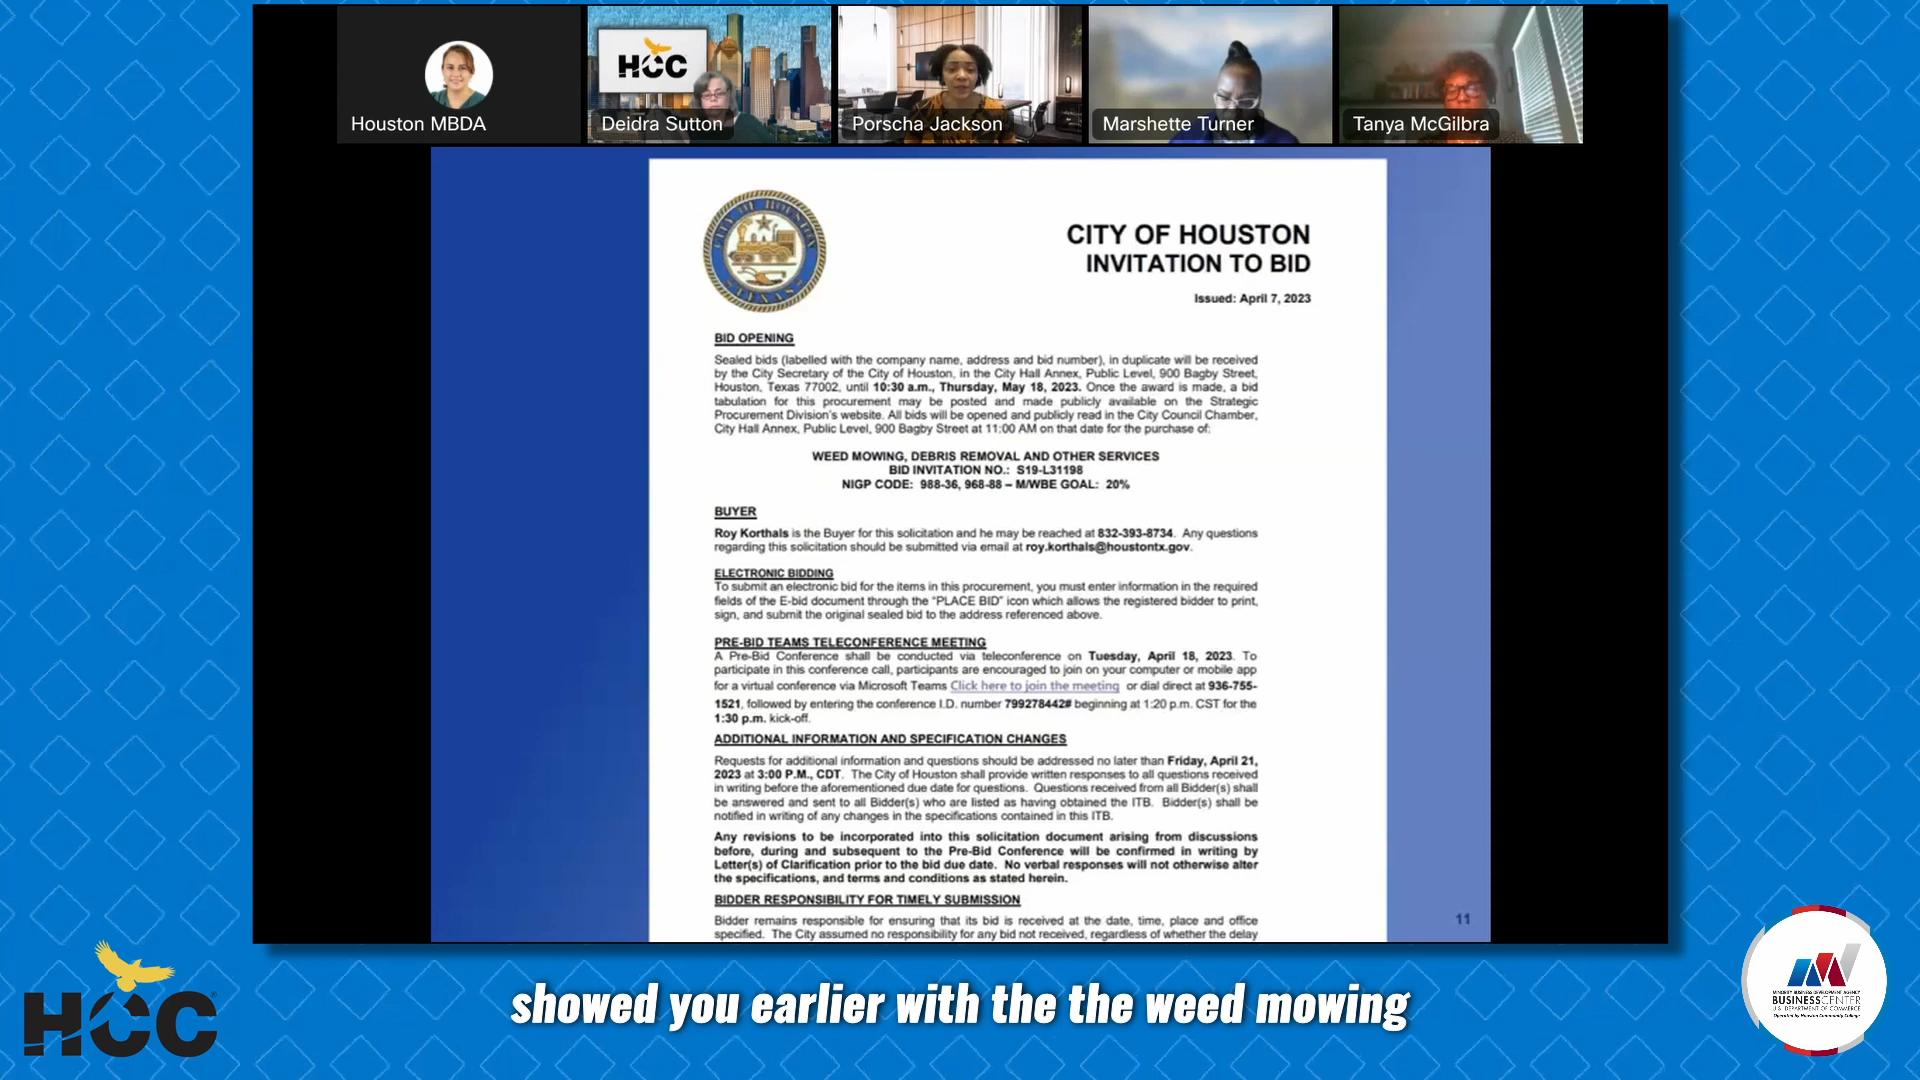 Houston MBDA
HCC
Deidra Sutton
Porscha Jackson
Marshette Turner
Tanya McGilbra
CITY OF HOUSTON
TEXAS
CITY OF HOUSTON
INVITATION TO BID
Issued: April 7, 2023
BID OPENING
Sealed bids (labelled with the company name, address and bid number), in duplicate will be received
by the City Secretary of the City of Houston, in the City Hall Annex, Public Level, 900 Bagby Street,
Houston, Texas 77002, until 10:30 a.m., Thursday, May 18, 2023. Once the award is made, a bid
tabulation for this procurement may be posted and made publicly available on the Strategic
Procurement Division's website. All bids will be opened and publicly read in the City Council Chamber,
City Hall Annex, Public Level, 900 Bagby Street at 11:00 AM on that date for the purchase of:
WEED MOWING, DEBRIS REMOVAL AND OTHER SERVICES
BID INVITATION NO.: S19-L31198
NIGP CODE: 988-36, 968-88 – M/WBE GOAL: 20%
BUYER
Roy Korthals is the Buyer for this solicitation and he may be reached at 832-393-8734. Any questions
regarding this solicitation should be submitted via email at roy.korthals@houstontx.gov.
ELECTRONIC BIDDING
To submit an electronic bid for the items in this procurement, you must enter information in the required
fields of the E-bid document through the "PLACE BID" icon which allows the registered bidder to print,
sign, and submit the original sealed bid to the address referenced above.
PRE-BID TEAMS TELECONFERENCE MEETING
A Pre-Bid Conference shall be conducted via teleconference on Tuesday, April 18, 2023. To
participate in this conference call, participants are encouraged to join on your computer or mobile app
for a virtual conference via Microsoft Teams Click here to join the meeting or dial direct at 936-755-
1521, followed by entering the conference I.D. number 799278442# beginning at 1:20 p.m. CST for the
1:30 p.m. kick-off.
ADDITIONAL INFORMATION AND SPECIFICATION CHANGES
Requests for additional information and questions should be addressed no later than Friday, April 21,
2023 at 3:00 P.M., CDT. The City of Houston shall provide written responses to all questions received
in writing before the aforementioned due date for questions. Questions received from all Bidder(s) shall
be answered and sent to all Bidder(s) who are listed as having obtained the ITB. Bidder(s) shall be
notified in writing of any changes in the specifications contained in this ITB.
Any revisions to be incorporated into this solicitation document arising from discussions
before, during and subsequent to the Pre-Bid Conference will be confirmed in writing by
Letter(s) of Clarification prior to the bid due date. No verbal responses will not otherwise alter
the specifications, and terms and conditions as stated herein.
BIDDER RESPONSIBILITY FOR TIMELY SUBMISSION
Bidder remains responsible for ensuring that its bid is received at the date, time, place and office
specified. The City assumed no responsibility for any bid not received, regardless of whether the delay
11
HCC
showed you earlier with the the weed mowing
MINORITY BUSINESS DEVELOPMENT AGENCY
BUSINESS CENTER
U.S. DEPARTMENT OF COMMERCE
Operated by Houston Community College